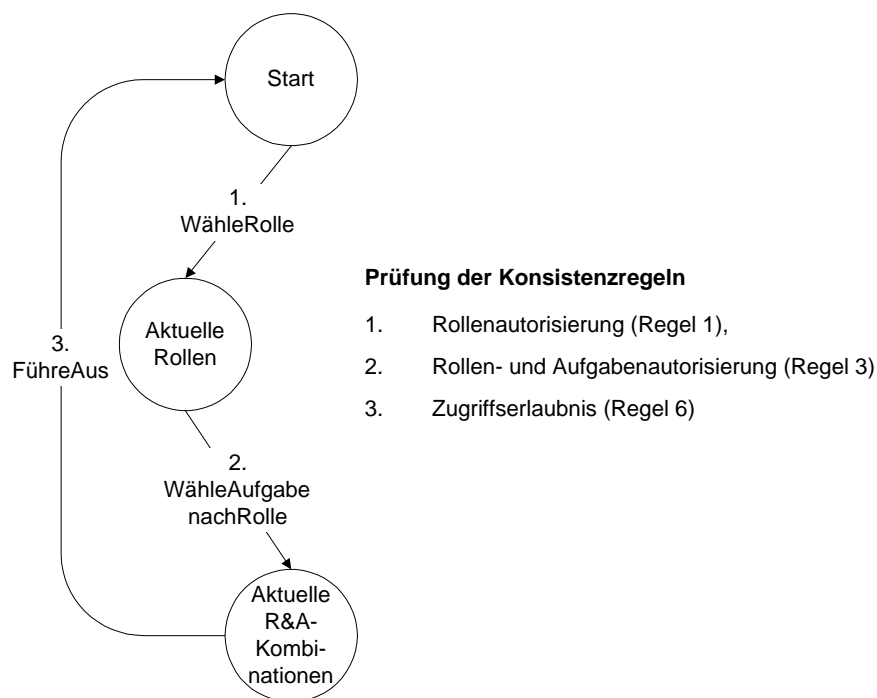 Start
1.
WähleRolle
Aktuelle
Rollen
3.
FühreAus
2.
WähleAufgabe
nachRolle
Aktuelle
R&A-
Kombi-
nationen
Prüfung der Konsistenzregeln
1. Rollenautorisierung (Regel 1),
2. Rollen- und Aufgabenautorisierung (Regel 3)
3. Zugriffserlaubnis (Regel 6)